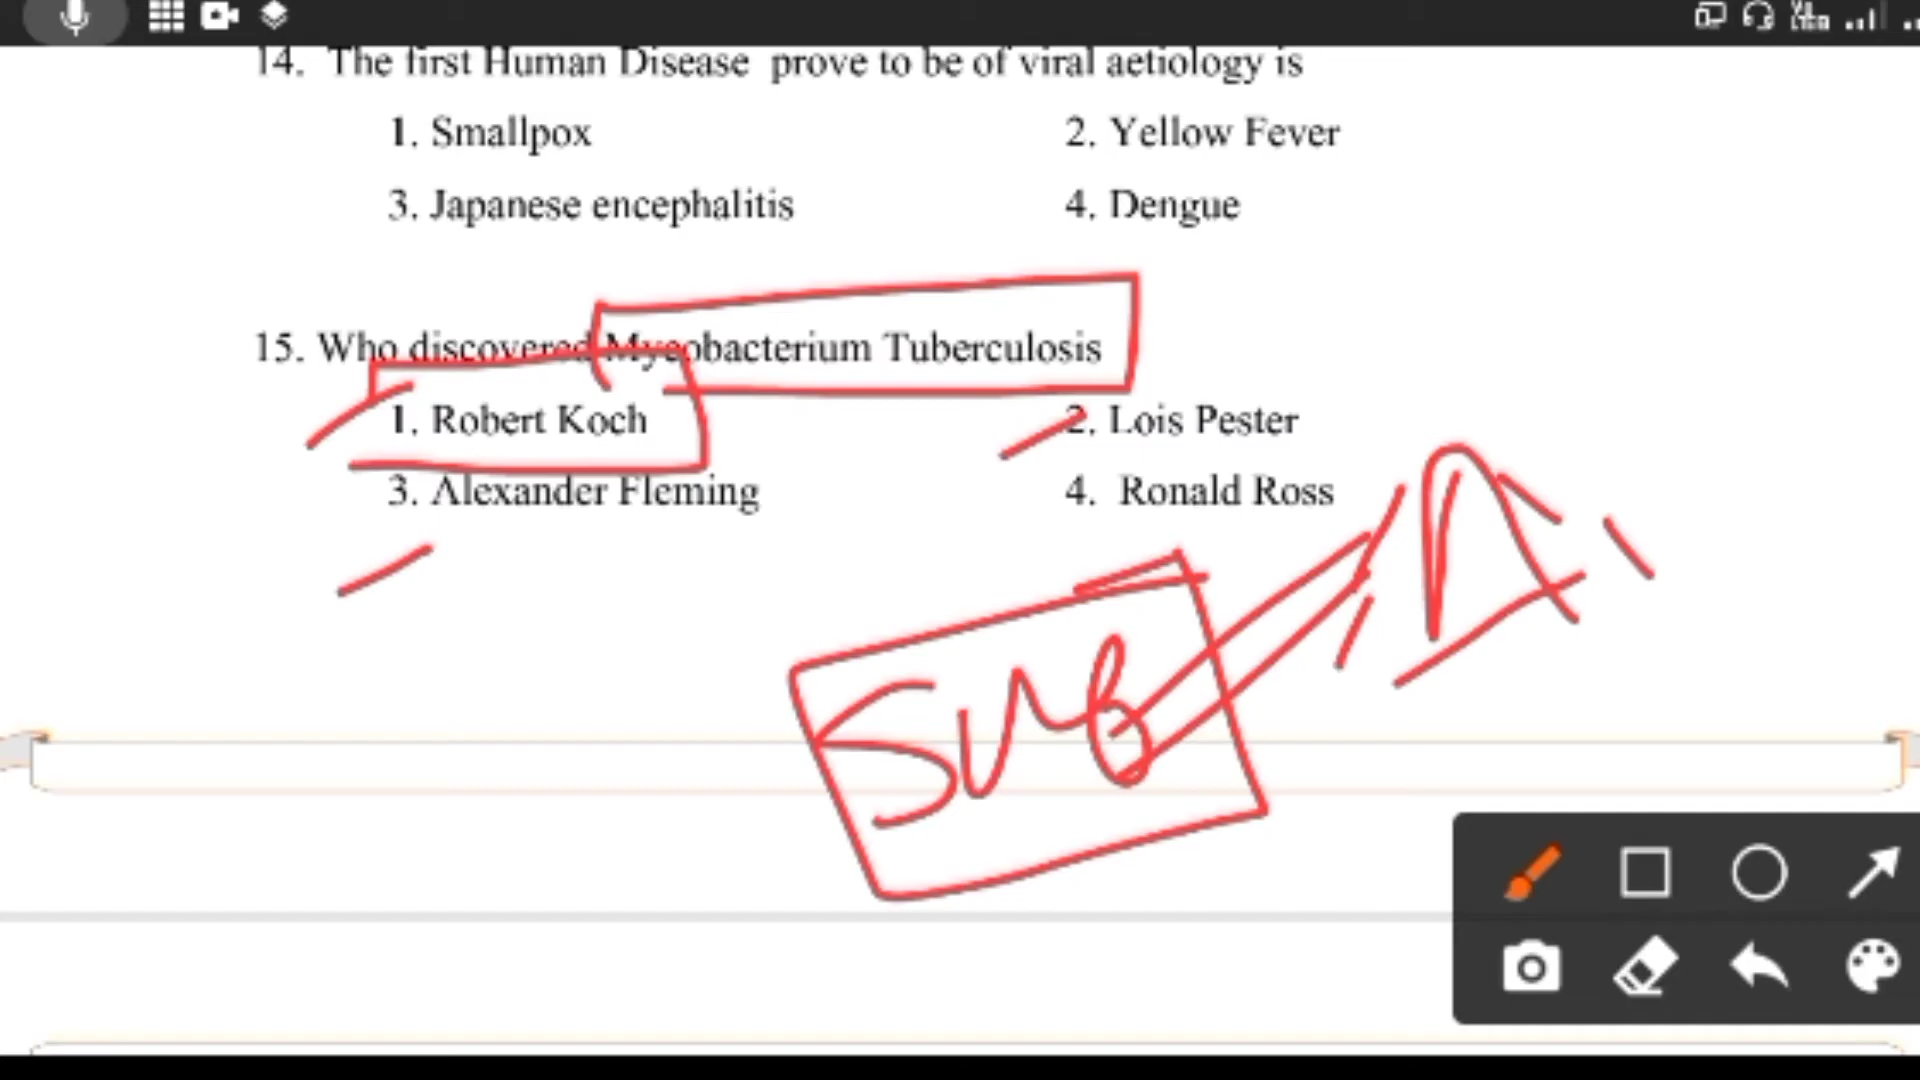 14. The first Human Disease prove to be of viral aetiology is
1. Smallpox 2. Yellow Fever
3. Japanese encephalitis 4. Dengue
15. Who discovered Mycobacterium Tuberculosis
1. Robert Koch 2. Lois Pester
3. Alexander Fleming 4. Ronald Ross
SUB